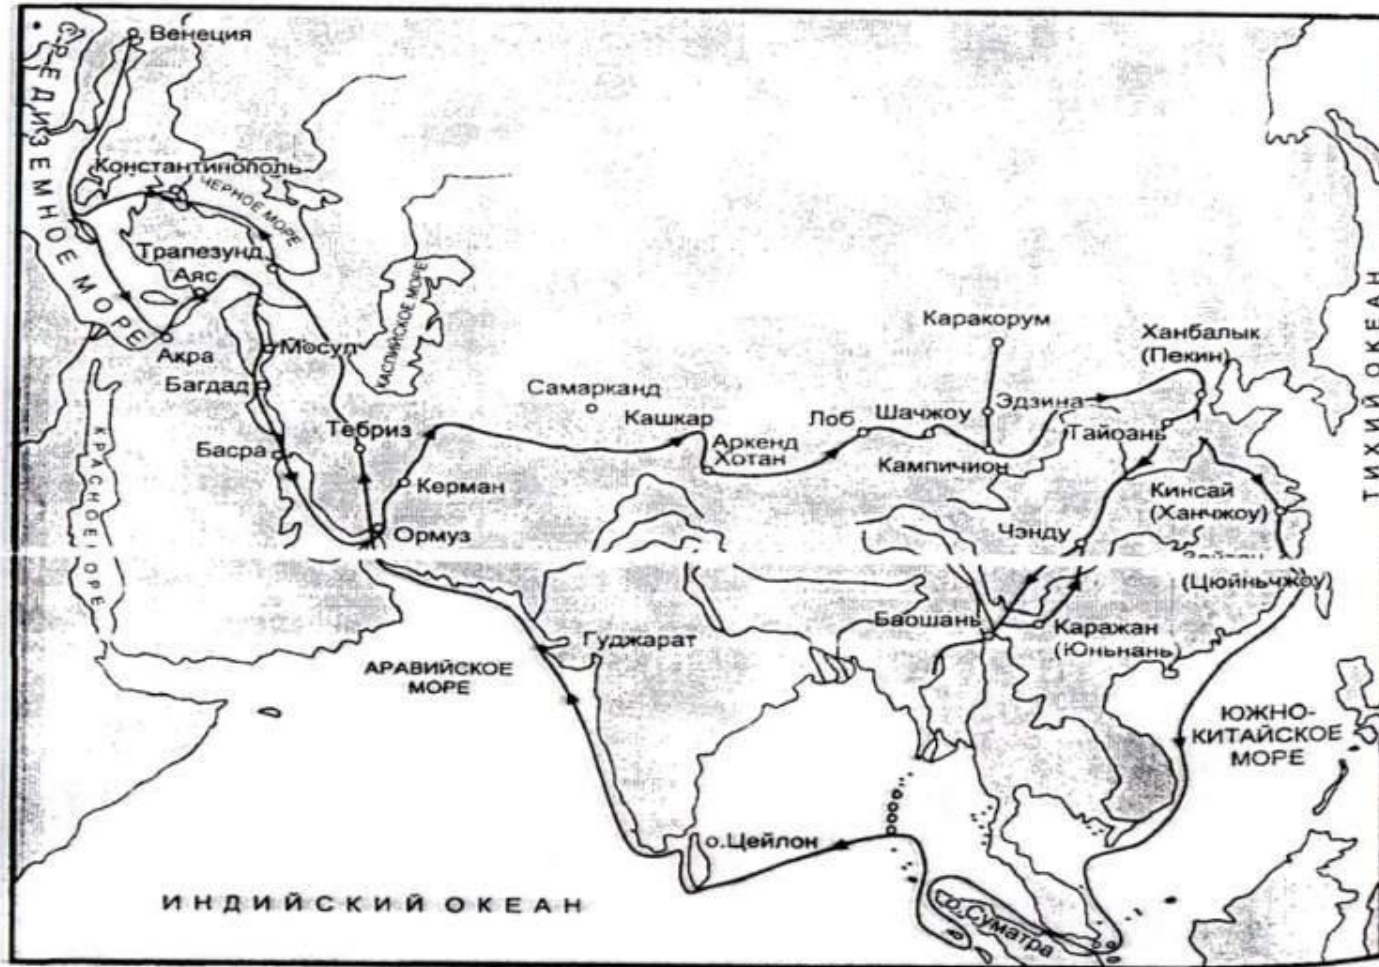 Венеция
СРЕДИЗЕМНОЕ МОРЕ
Константинополь
ЧЕРНОЕ МОРЕ
Трапезунд
Аяс
КАСПИЙСКОЕ МОРЕ
Акра
Мосул
Багдад
Басра
Тебриз
КРАСНОЕ МОРЕ
Керман
Ормуз
Самарканд
Кашкар
Аркенд
Хотан
Лоб
Шачжоу
Каракорум
Эдзина
Кампичион
Ханбалык
(Пекин)
Тайоань
ТИХИЙ ОКЕАН
Кинсай
(Ханчжоу)
Чэнду
(Цюйньчжоу)
Баошань
Каражан
(Юньнань)
Гуджарат
АРАВИЙСКОЕ
МОРЕ
ЮЖНО-
КИТАЙСКОЕ
МОРЕ
о.Цейлон
ИНДИЙСКИЙ ОКЕАН
о. Суматра